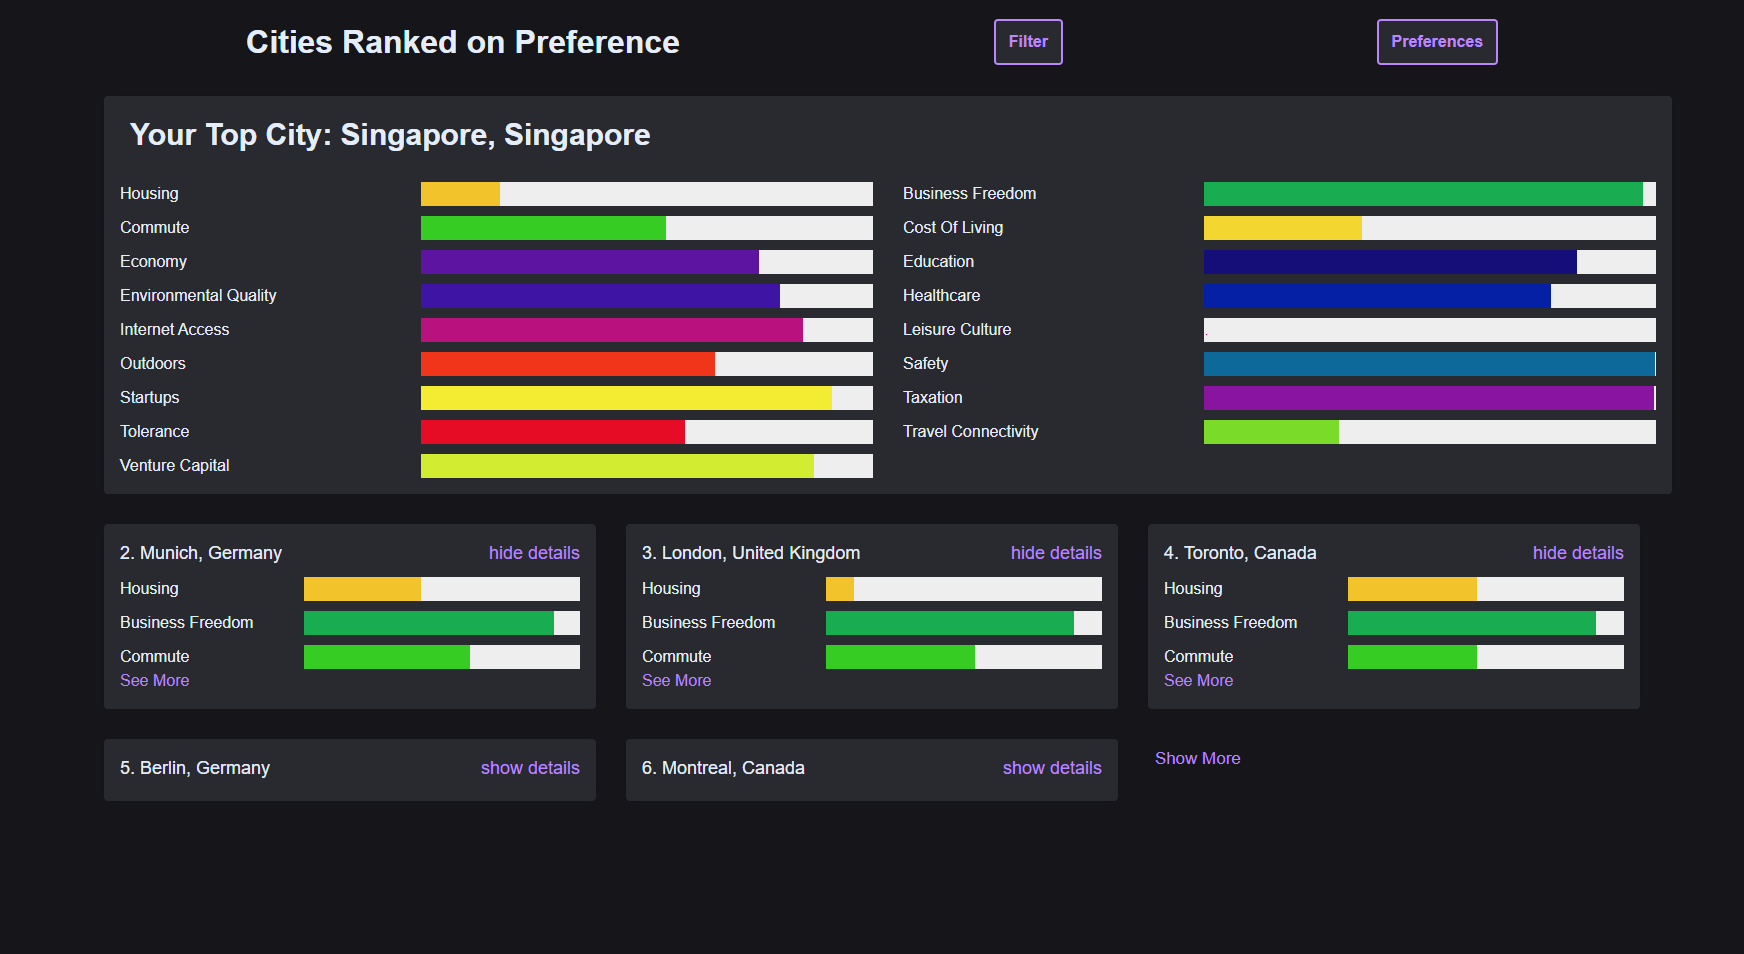 Cities Ranked on Preference
Filter
Preferences
Your Top City: Singapore, Singapore
Housing
Business Freedom
Commute
Cost Of Living
Economy
Education
Environmental Quality
Healthcare
Internet Access
Leisure Culture
Outdoors
Safety
Startups
Taxation
Tolerance
Travel Connectivity
Venture Capital
2. Munich, Germany
hide details
Housing
Business Freedom
Commute
See More
3. London, United Kingdom
hide details
Housing
Business Freedom
Commute
See More
4. Toronto, Canada
hide details
Housing
Business Freedom
Commute
See More
5. Berlin, Germany
show details
6. Montreal, Canada
show details
Show More